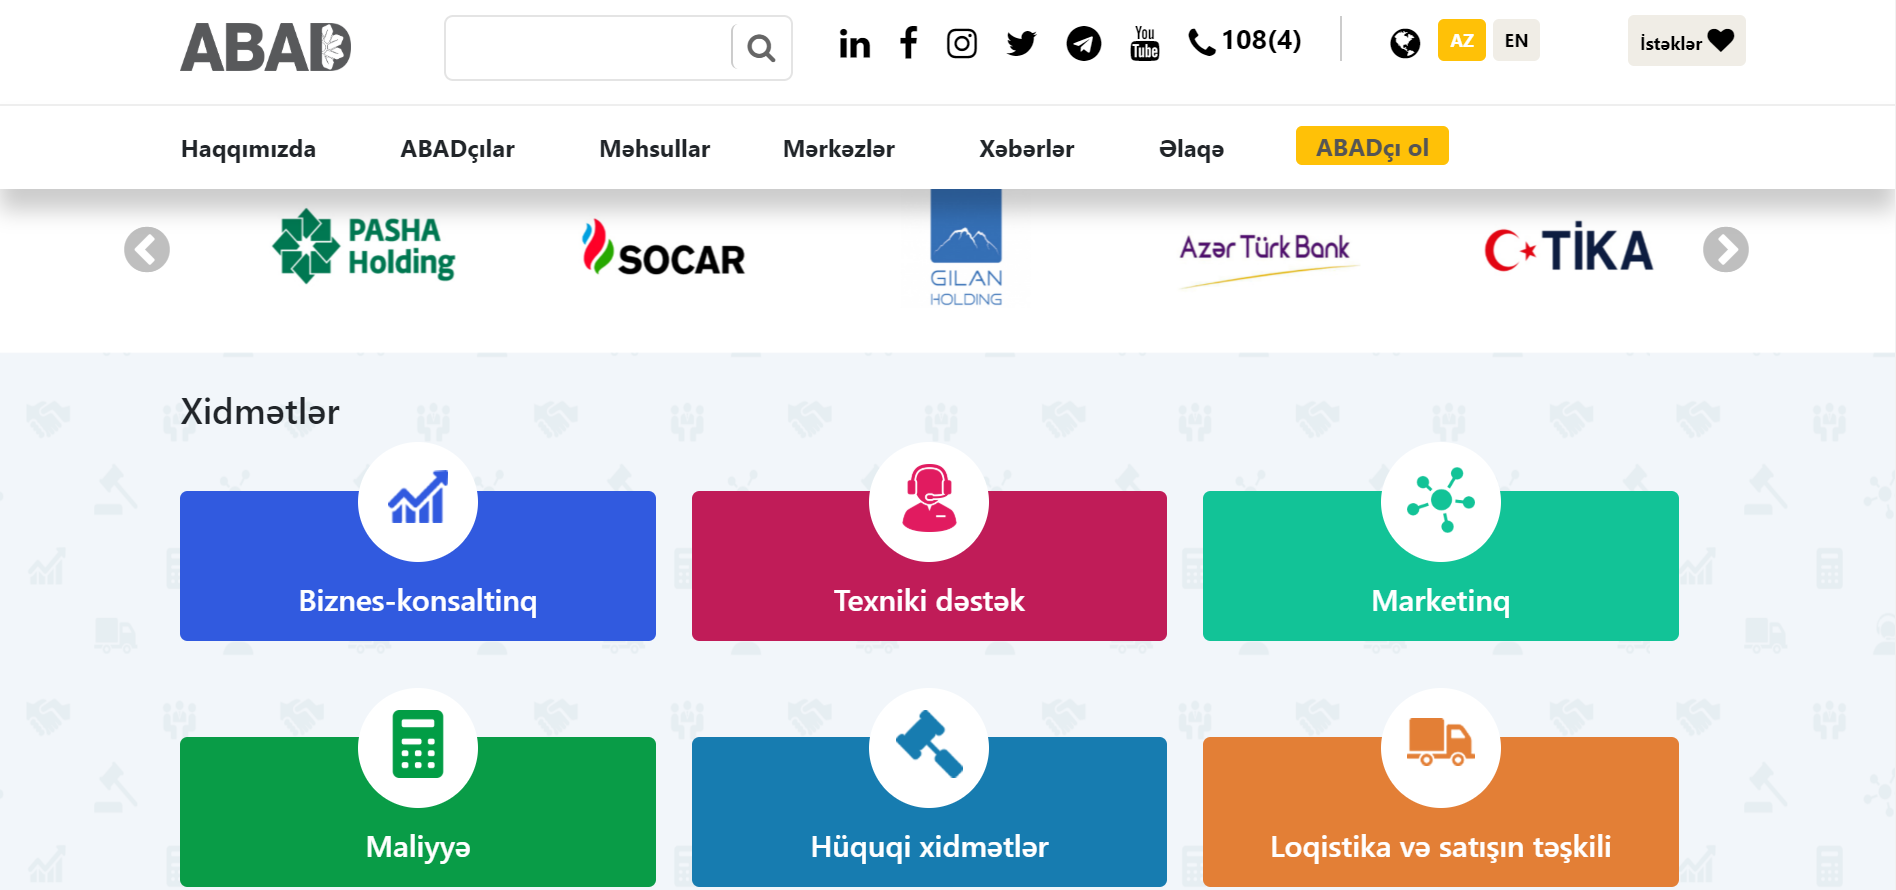 ABAD
You
Tube
108(4)
AZ
EN
İstəklər
Haqqımızda
ABADçılar
Məhsullar
Mərkəzlər
Xəbərlər
Əlaqə
ABADçı ol
PASHA
Holding
SOCAR
GILAN
HOLDING
Azər Türk Bank
TİKA
Xidmətlər
Biznes-konsaltinq
Texniki dəstək
Marketinq
Maliyyə
Hüquqi xidmətlər
Loqistika və satışın təşkili